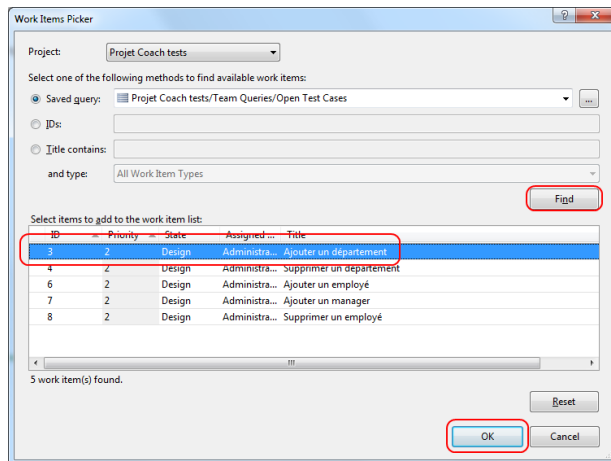 Work Items Picker
Project: Projet Coach tests
Select one of the following methods to find available work items:
Saved query: Projet Coach tests/Team Queries/Open Test Cases ...
IDs:
Title contains:
and type: All Work Item Types
Find
Select items to add to the work item list:
ID Priority State Assigned ... Title
3 2 Design Administra... Ajouter un département
4 2 Design Administra... Supprimer un département
6 2 Design Administra... Ajouter un employé
7 2 Design Administra... Ajouter un manager
8 2 Design Administra... Supprimer un employé
5 work item(s) found.
Reset
OK Cancel